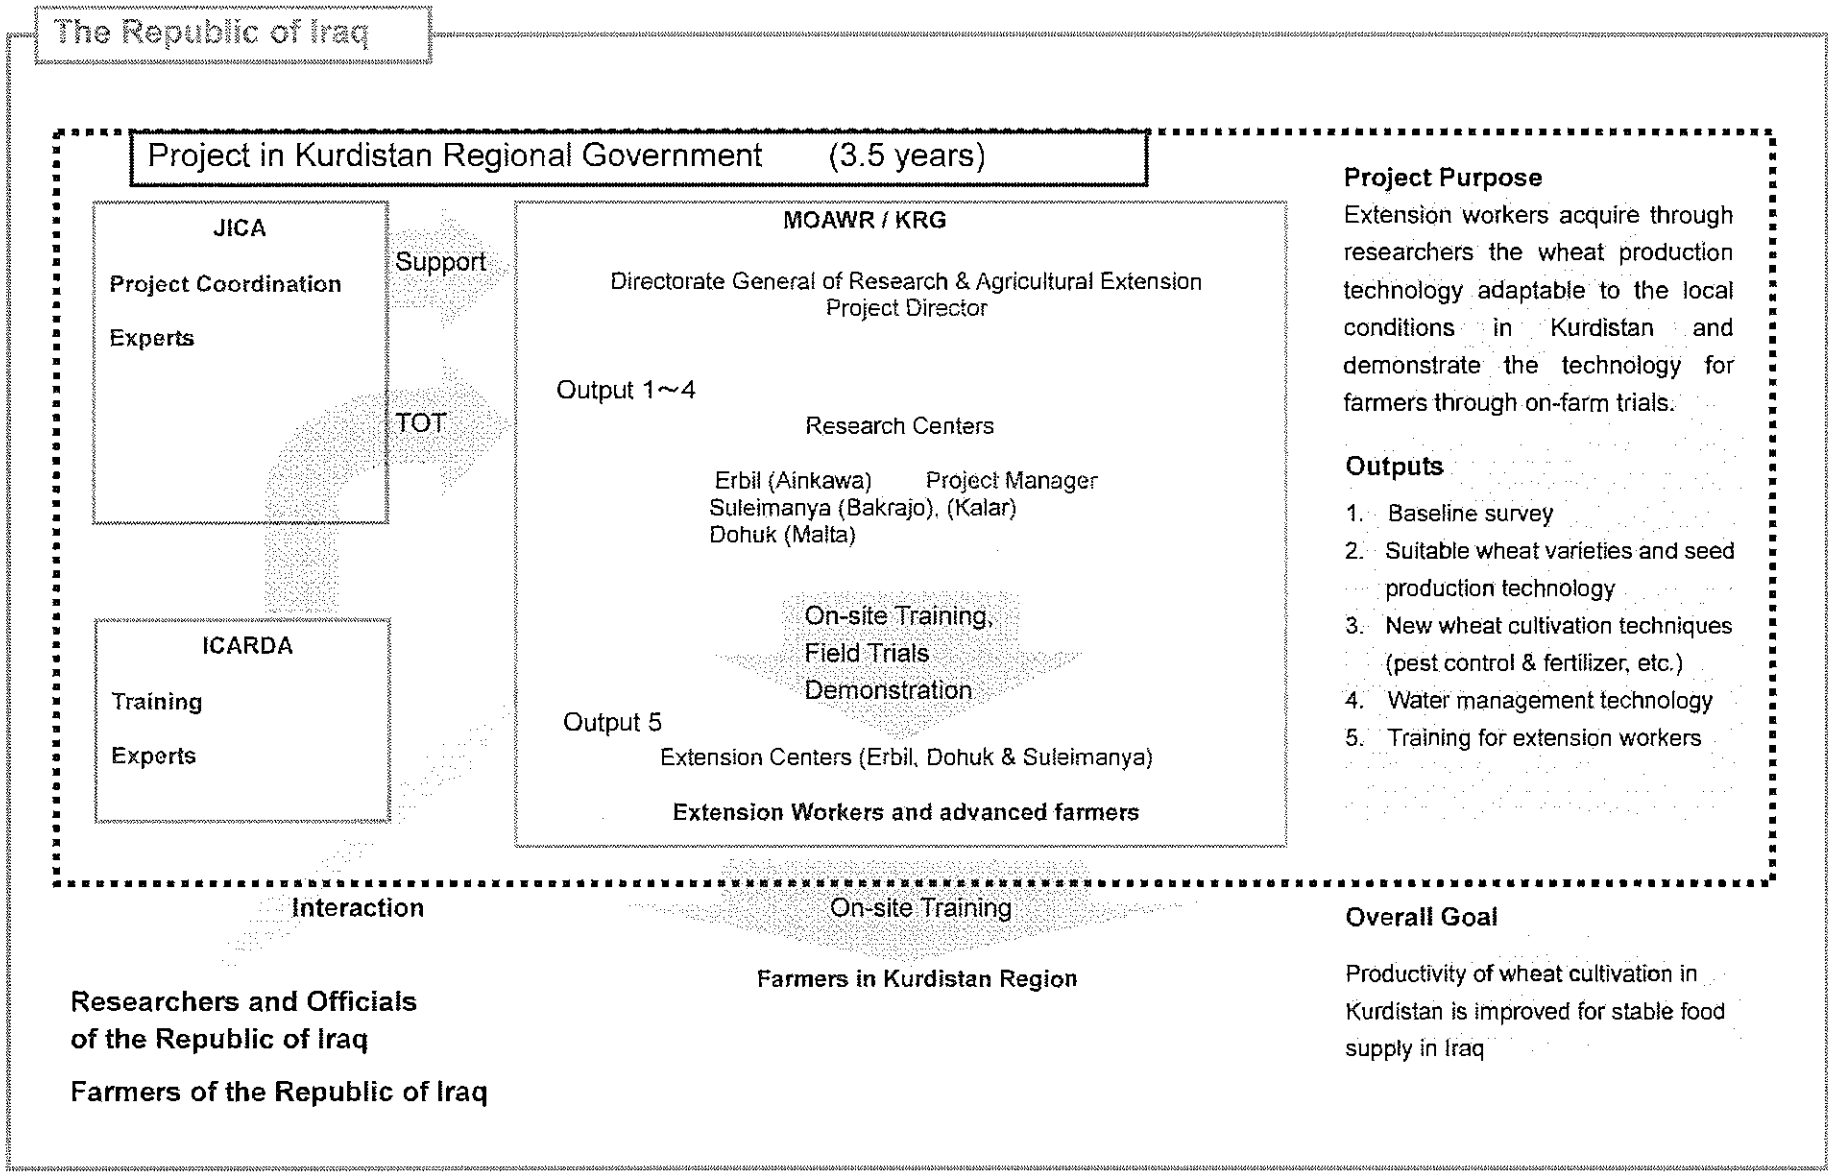 The Republic of Iraq
Project in Kurdistan Regional Government (3.5 years)
JICA
Project Coordination
Experts
Support
TOT
ICARDA
Training
Experts
MOAWR / KRG
Directorate General of Research & Agricultural Extension
Project Director
Output 1～4
Research Centers
Erbil (Ainkawa) Project Manager
Suleimanya (Bakrajo), (Kalar)
Dohuk (Malta)
On-site Training,
Field Trials
Demonstration
Output 5
Extension Centers (Erbil, Dohuk & Suleimanya)
Extension Workers and advanced farmers
Project Purpose
Extension workers acquire through
researchers the wheat production
technology adaptable to the local
conditions in Kurdistan and
demonstrate the technology for
farmers through on-farm trials.
Outputs
1. Baseline survey
2. Suitable wheat varieties and seed
production technology
3. New wheat cultivation techniques
(pest control & fertilizer, etc.)
4. Water management technology
5. Training for extension workers
Interaction
On-site Training
Farmers in Kurdistan Region
Researchers and Officials
of the Republic of Iraq
Farmers of the Republic of Iraq
Overall Goal
Productivity of wheat cultivation in
Kurdistan is improved for stable food
supply in Iraq